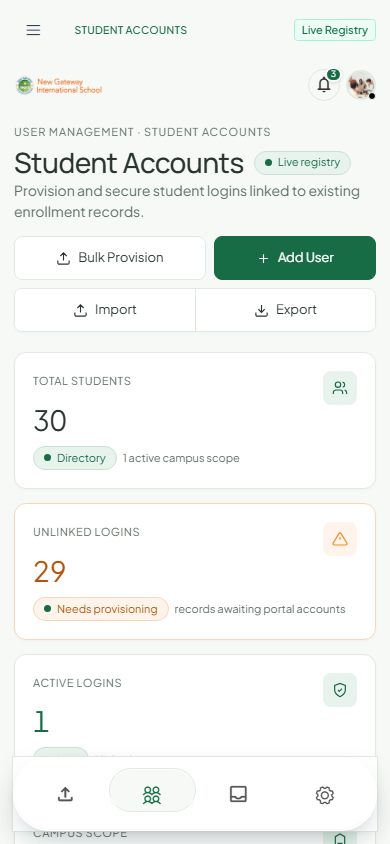 STUDENT ACCOUNTS
Live Registry
New Gateway
International School
3
USER MANAGEMENT · STUDENT ACCOUNTS
Student Accounts
Live registry
Provision and secure student logins linked to existing
enrollment records.
Bulk Provision
Add User
Import
Export
TOTAL STUDENTS
30
Directory
1 active campus scope
UNLINKED LOGINS
29
Needs provisioning
records awaiting portal accounts
ACTIVE LOGINS
1
CAMPUS SCOPE